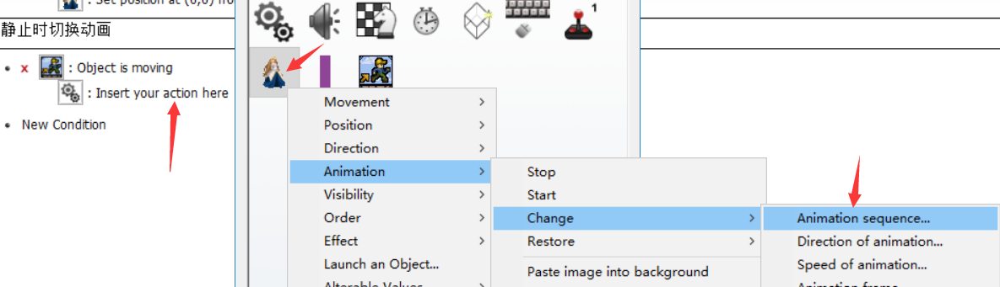 : Set position at (0,0) fro
静止时切换动画
• x : Object is moving
: Insert your action here
• New Condition
1
Movement >
Position >
Direction >
Animation >
Visibility >
Order >
Effect >
Launch an Object...
Alterable Values >
Stop
Start
Change >
Restore >
Paste image into background
Animation sequence...
Direction of animation...
Speed of animation...
Animation frame